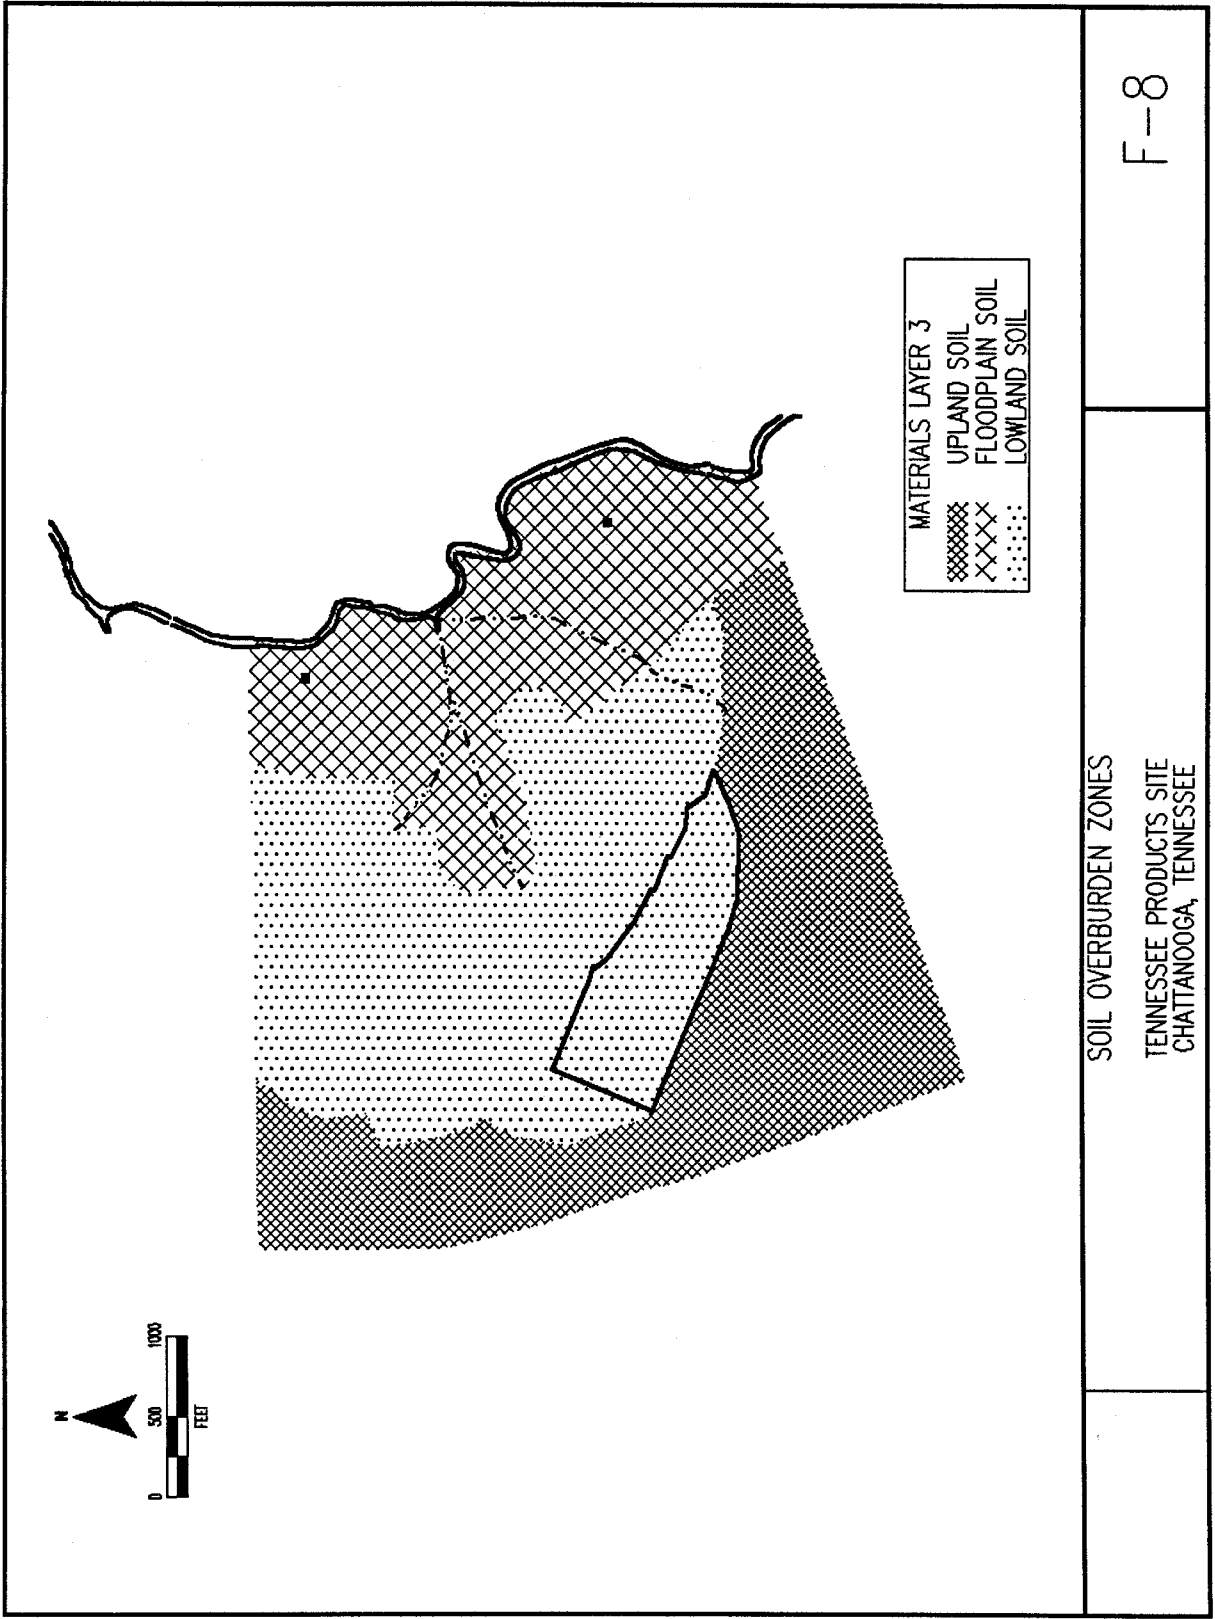 N
0 500 1000
FEET
MATERIALS LAYER 3
UPLAND SOIL
FLOODPLAIN SOIL
LOWLAND SOIL
SOIL OVERBURDEN ZONES
TENNESSEE PRODUCTS SITE
CHATTANOOGA, TENNESSEE
F-8